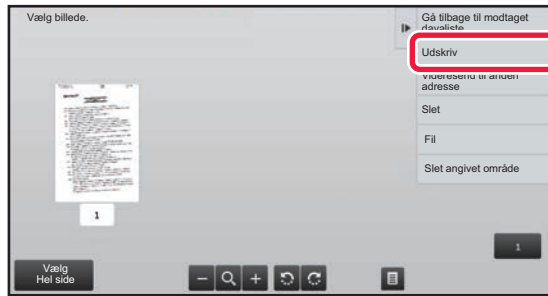 Vælg billede.
Gå tilbage til modtaget
davaliste
Udskriv
Videresend til anden
adresse
Slet
Fil
Slet angivet område
1
1
Vælg
Hel side